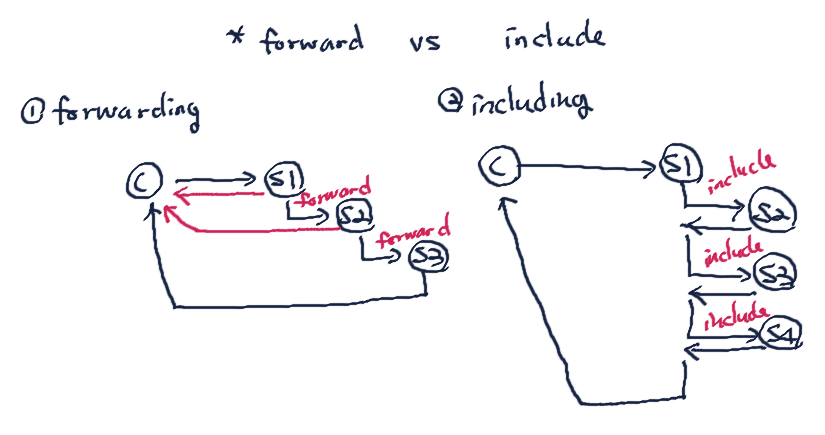 * forward vs include
① forwarding
② including
C
S1
forward
S2
forward
S3
C
S1
include
S2
include
S3
include
S4